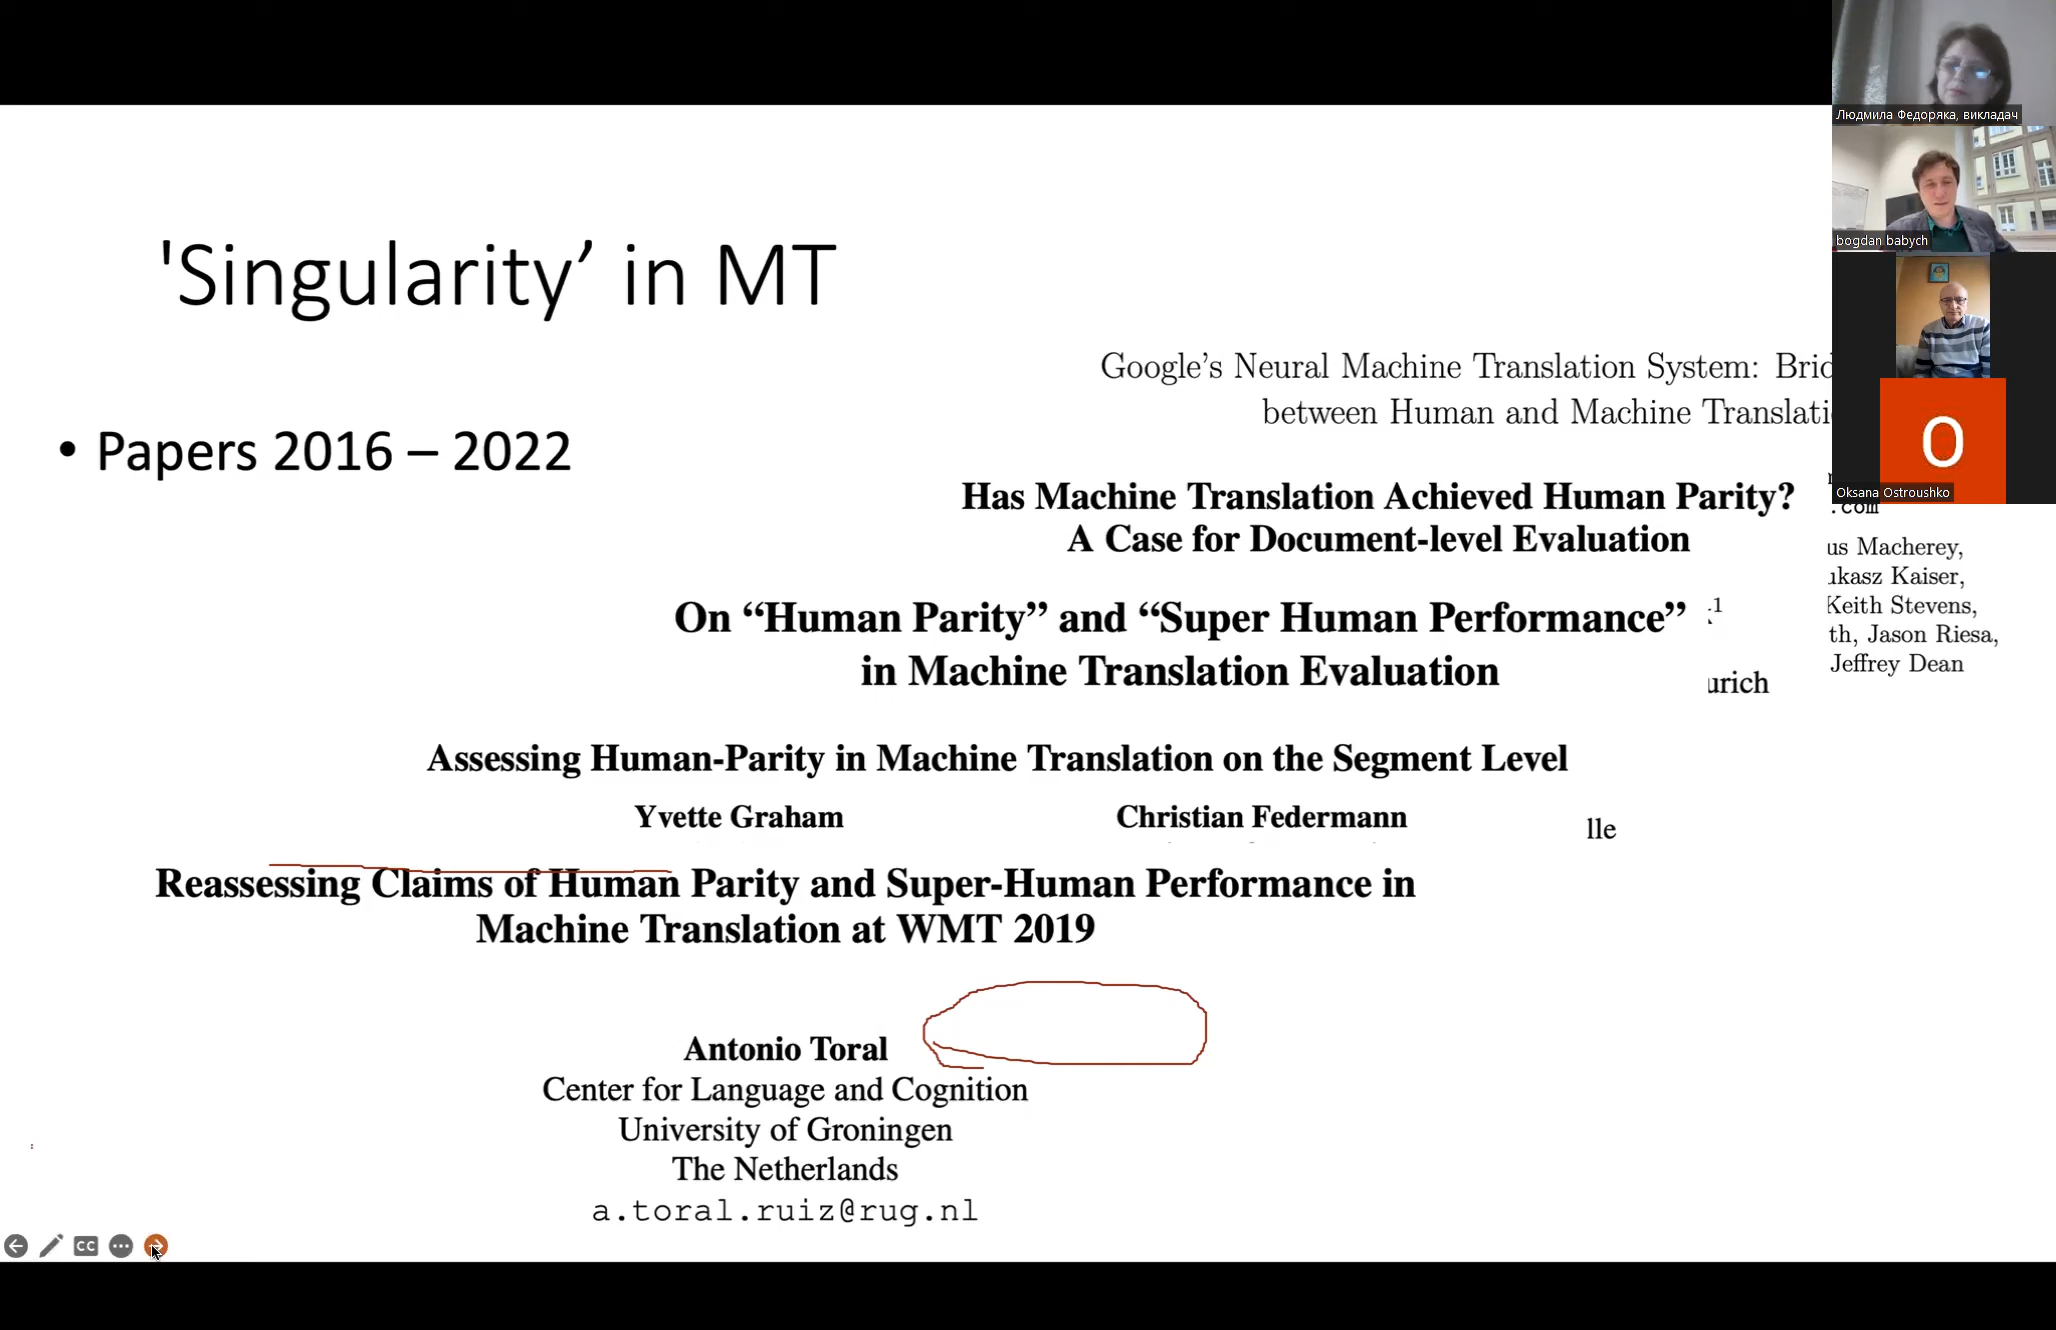 'Singularity’ in MT
• Papers 2016 – 2022
Google’s Neural Machine Translation System:
between Human and Machine
.com
Has Machine Translation Achieved Human Parity?
A Case for Document-level Evaluation
us Macherey,
ukasz Kaiser,
Keith Stevens,
th, Jason Riesa,
Jeffrey Dean
On “Human Parity” and “Super Human Performance”
in Machine Translation Evaluation
urich
Assessing Human-Parity in Machine Translation on the Segment Level
Yvette Graham
Christian Federmann
lle
Reassessing Claims of Human Parity and Super-Human Performance in
Machine Translation at WMT 2019
Antonio Toral
Center for Language and Cognition
University of Groningen
The Netherlands
a.toral.ruiz@rug.nl
CC
Людмила Федоряка, викладач
bogdan babych
O
Oksana Ostroushko